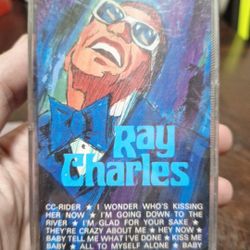 Ray
Charles
CC-RIDER ★ I WONDER WHO'S KISSING
HER NOW ★ I'M GOING DOWN TO THE
RIVER ★ I'M GLAD FOR YOUR SAKE ★
THEY'RE CRAZY ABOUT ME ★ HEY NOW ★
BABY TELL ME WHAT I'VE DONE ★ KISS ME
BABY ★ ALL TO MYSELF ALONE ★ BABY